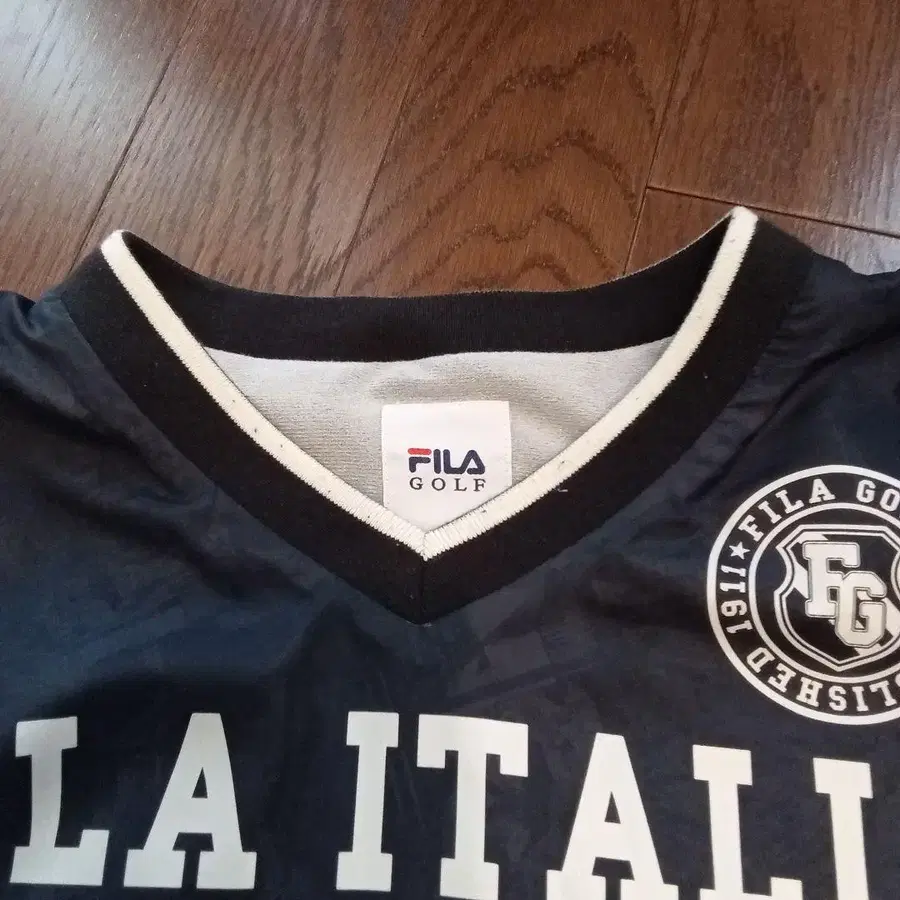 FILA
GOLF
FILA GO
FG
LISHED 1911
LA ITALI